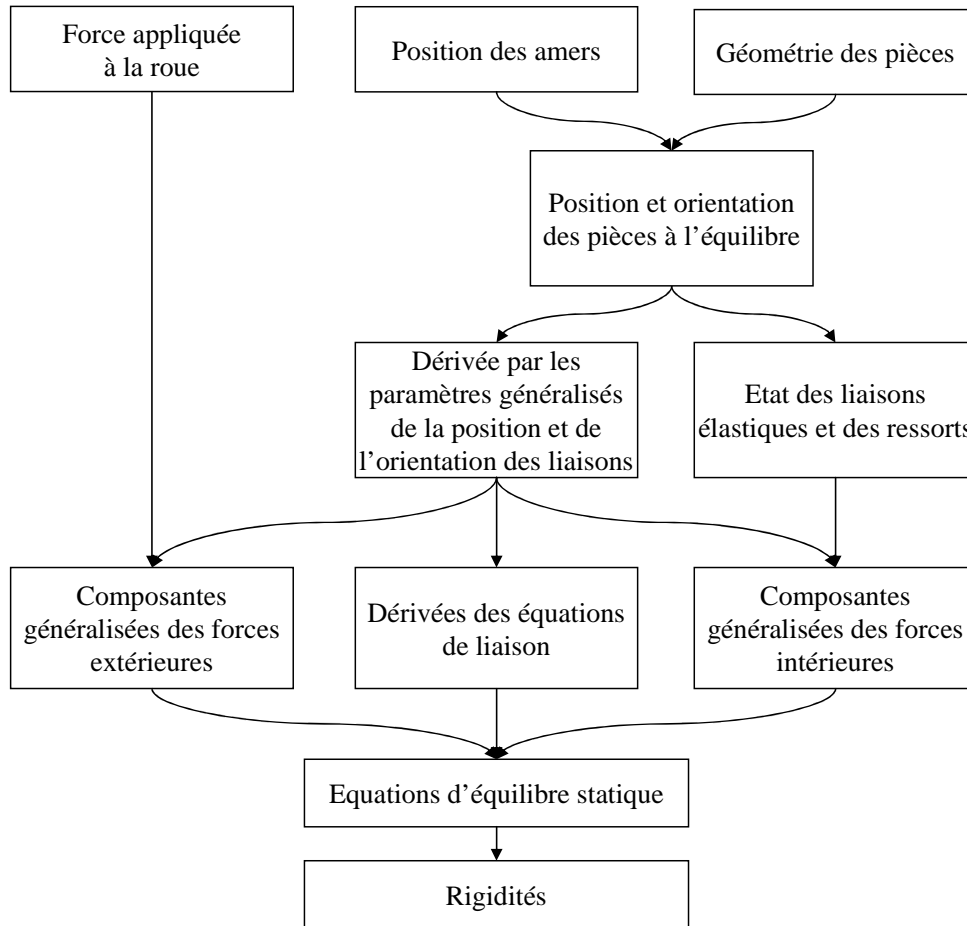 Force appliquée
à la roue
Position des amers
Géométrie des pièces
Position et orientation
des pièces à l’équilibre
Dérivée par les
paramètres généralisés
de la position et de
l’orientation des liaisons
Etat des liaisons
élastiques et des ressorts
Composantes
généralisées des forces
extérieures
Dérivées des équations
de liaison
Composantes
généralisées des forces
intérieures
Equations d’équilibre statique
Rigidités